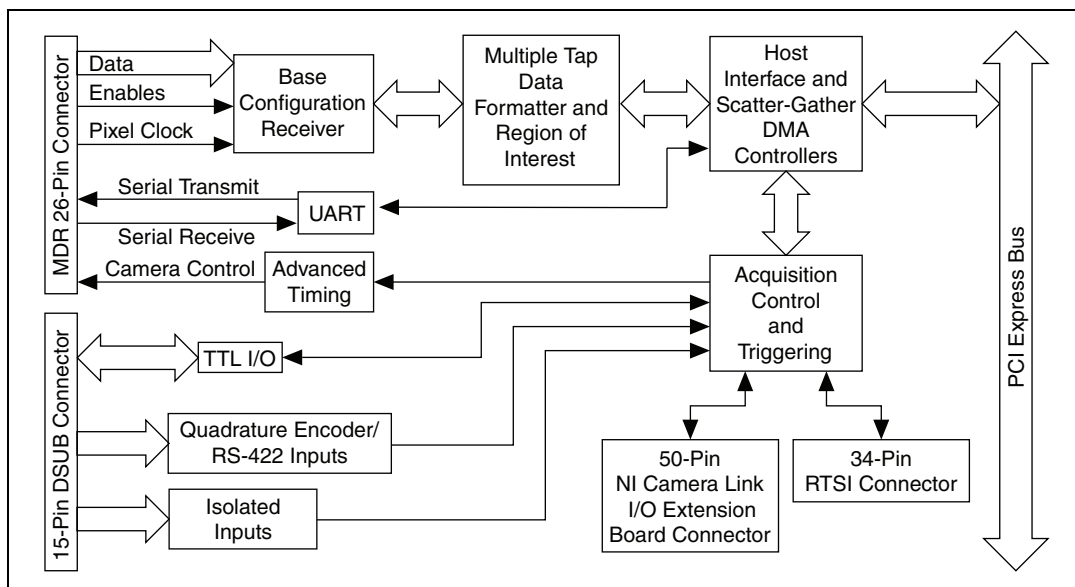 MDR 26-Pin Connector
Data
Enables
Pixel Clock
Base
Configuration
Receiver
Multiple Tap
Data
Formatter and
Region of
Interest
Host
Interface and
Scatter-Gather
DMA
Controllers
Serial Transmit
UART
Serial Receive
Camera Control
Advanced
Timing
Acquisition
Control
and
Triggering
PCI Express Bus
15-Pin DSUB Connector
TTL I/O
Quadrature Encoder/
RS-422 Inputs
Isolated
Inputs
50-Pin
NI Camera Link
I/O Extension
Board Connector
34-Pin
RTSI Connector